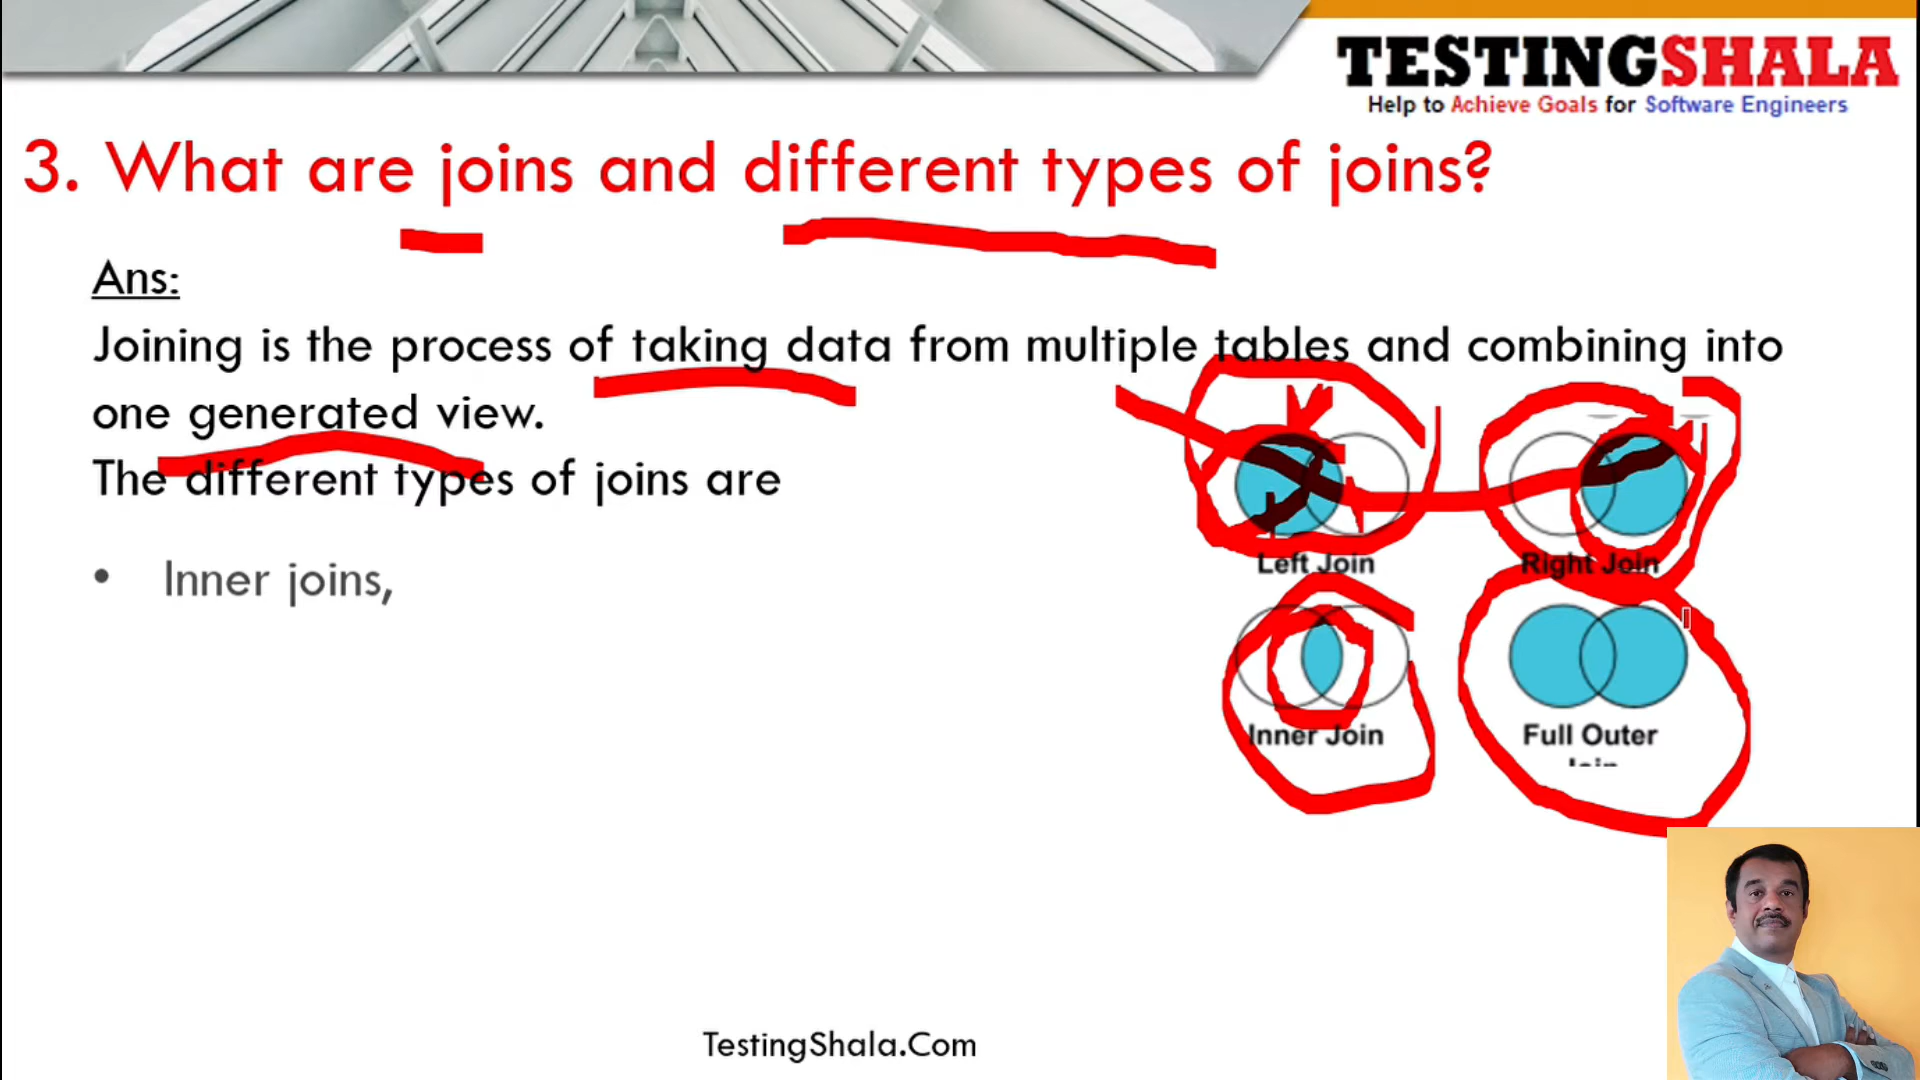 TESTINGSHALA
Help to Achieve Goals for Software Engineers
3. What are joins and different types of joins?
Ans:
Joining is the process of taking data from multiple tables and combining into
one generated view.
The different types of joins are
• Inner joins,
Left Join
Right Join
Inner Join
Full Outer
Join
TestingShala.Com